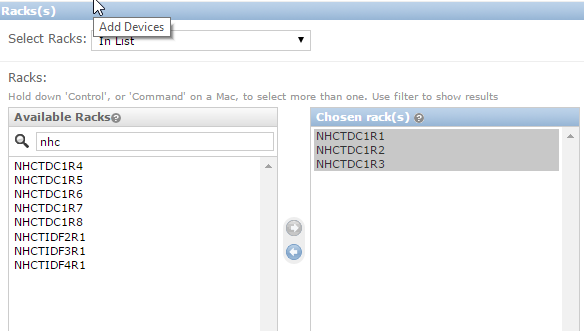 Racks(s)
Add Devices
Select Racks: In List
Racks:
Hold down 'Control', or 'Command' on a Mac, to select more than one. Use filter to show results
Available Racks
nhc
NHCTDC1R4
NHCTDC1R5
NHCTDC1R6
NHCTDC1R7
NHCTDC1R8
NHCTIDF2R1
NHCTIDF3R1
NHCTIDF4R1
Chosen rack(s)
NHCTDC1R1
NHCTDC1R2
NHCTDC1R3